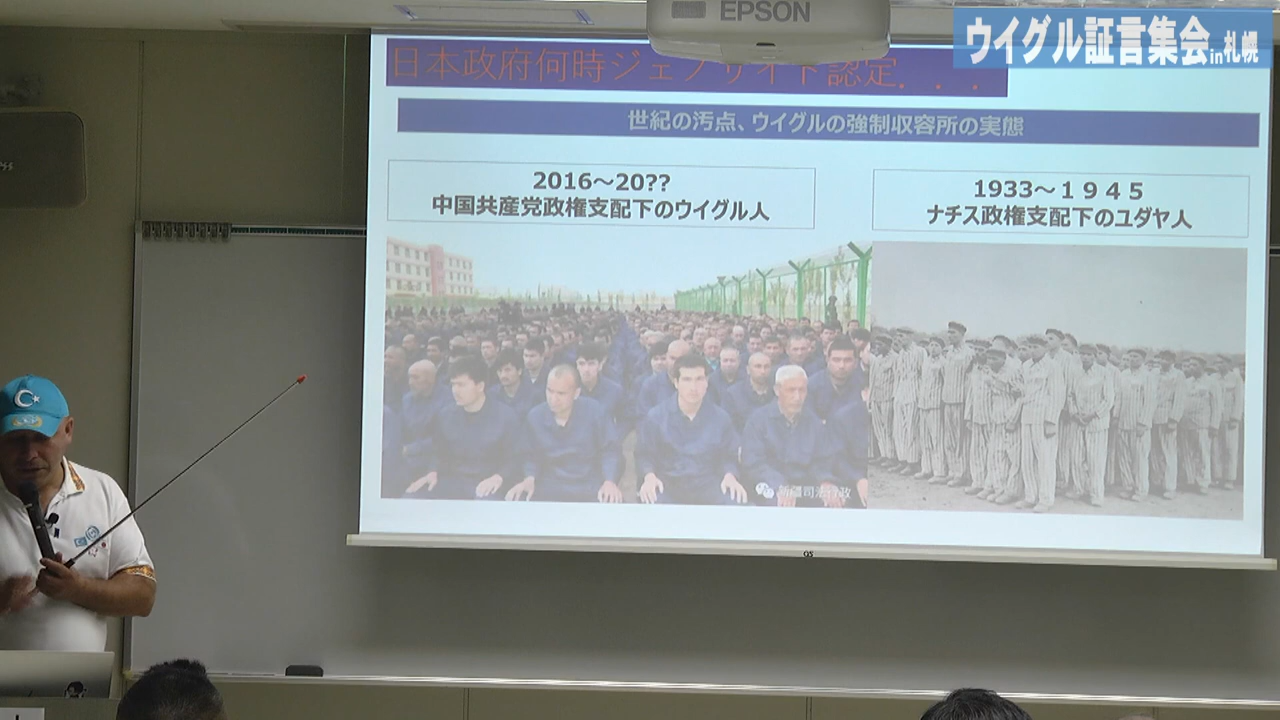 EPSON
ウイグル証言集会in札幌
日本政府何時ジェノサイド認定...
世紀の汚点、ウイグルの強制収容所の実態
2016～20??
中国共産党政権支配下のウイグル人
1933～１９４５
ナチス政権支配下のユダヤ人
新疆司法行政
OS